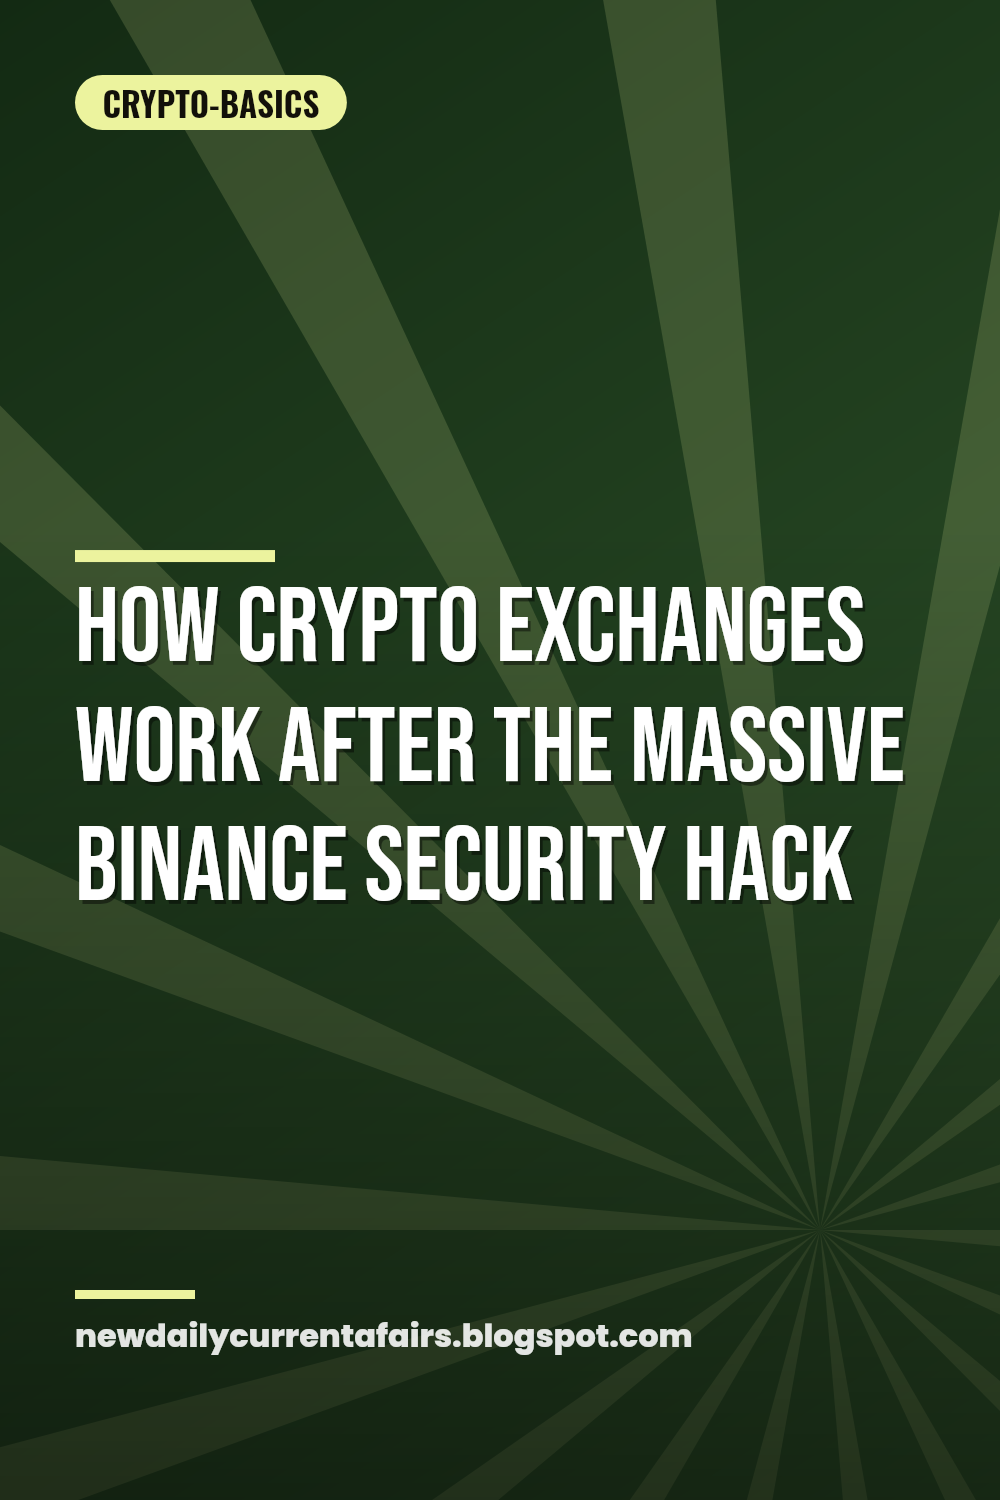 CRYPTO-BASICS
HOW CRYPTO EXCHANGES
WORK AFTER THE MASSIVE
BINANCE SECURITY HACK
newdailycurrentafairs.blogspot.com